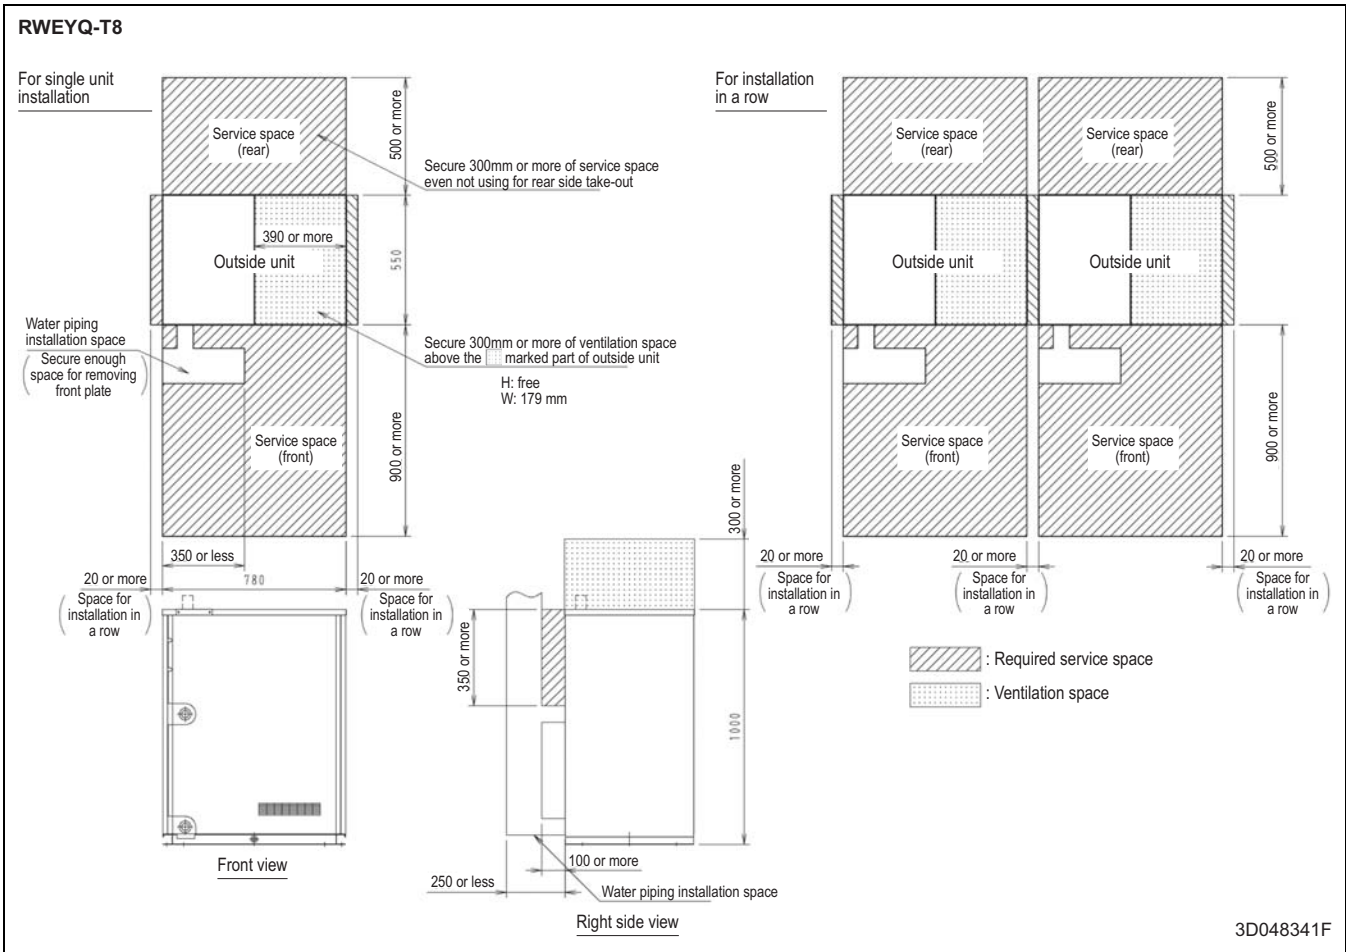 RWEYQ-T8
For single unit
installation
Service space
(rear)
500 or more
Secure 300mm or more of service space
even not using for rear side take-out
390 or more
Outside unit
550
Water piping
installation space
(Secure enough
space for removing
front plate)
Secure 300mm or more of ventilation space
above the marked part of outside unit
H: free
W: 179 mm
Service space
(front)
900 or more
350 or less
20 or more
780
20 or more
(Space for
installation in
a row)
(Space for
installation in
a row)
Front view
300 or more
350 or more
1000
100 or more
250 or less
Water piping installation space
Right side view
For installation
in a row
Service space
(rear)
Service space
(rear)
500 or more
Outside unit
Outside unit
Service space
(front)
Service space
(front)
900 or more
20 or more
(Space for
installation in
a row)
20 or more
(Space for
installation in
a row)
20 or more
(Space for
installation in
a row)
: Required service space
: Ventilation space
3D048341F